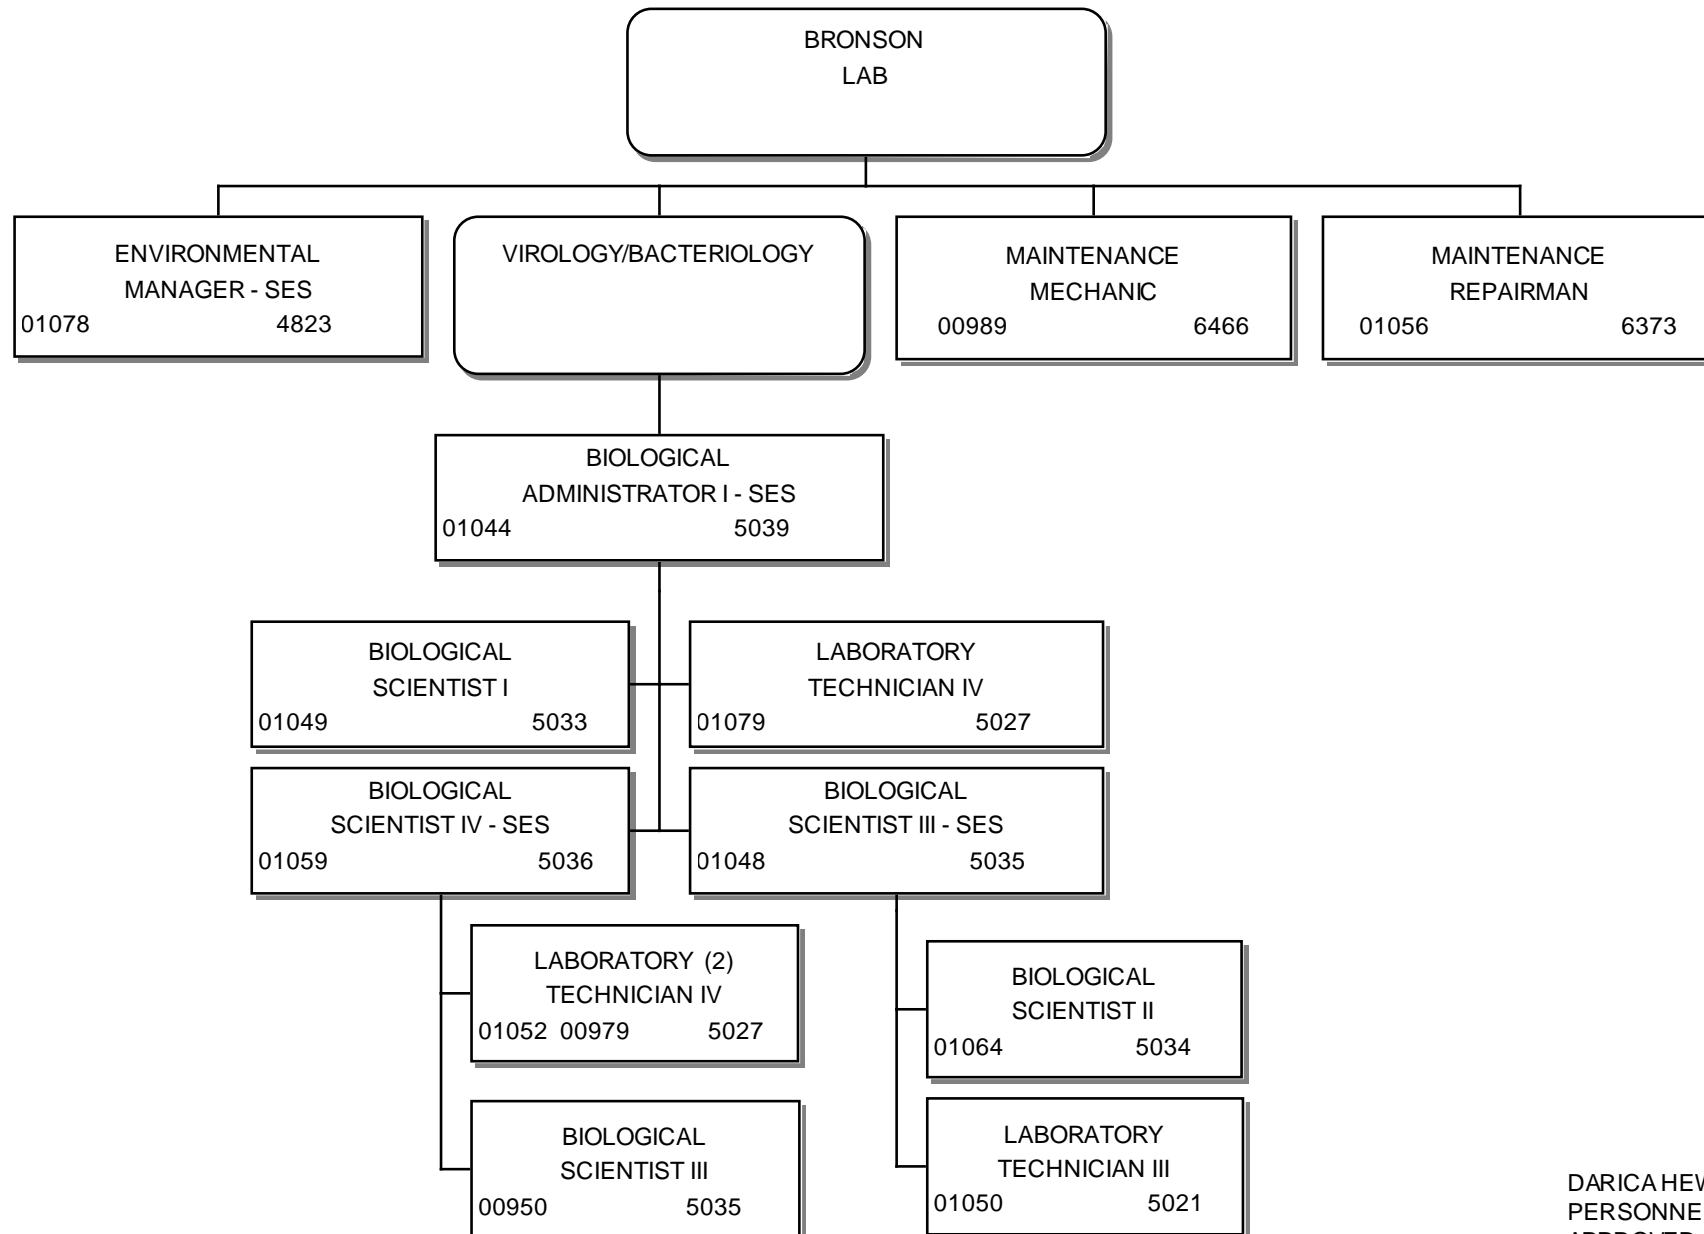 BRONSON
LAB
ENVIRONMENTAL
MANAGER - SES
01078 4823
VIROLOGY/BACTERIOLOGY
MAINTENANCE
MECHANIC
00989 6466
MAINTENANCE
REPAIRMAN
01056 6373
BIOLOGICAL
ADMINISTRATOR I - SES
01044 5039
BIOLOGICAL
SCIENTIST I
01049 5033
LABORATORY
TECHNICIAN IV
01079 5027
BIOLOGICAL
SCIENTIST IV - SES
01059 5036
BIOLOGICAL
SCIENTIST III - SES
01048 5035
LABORATORY (2)
TECHNICIAN IV
01052 00979 5027
BIOLOGICAL
SCIENTIST II
01064 5034
BIOLOGICAL
SCIENTIST III
00950 5035
LABORATORY
TECHNICIAN III
01050 5021
DARICA